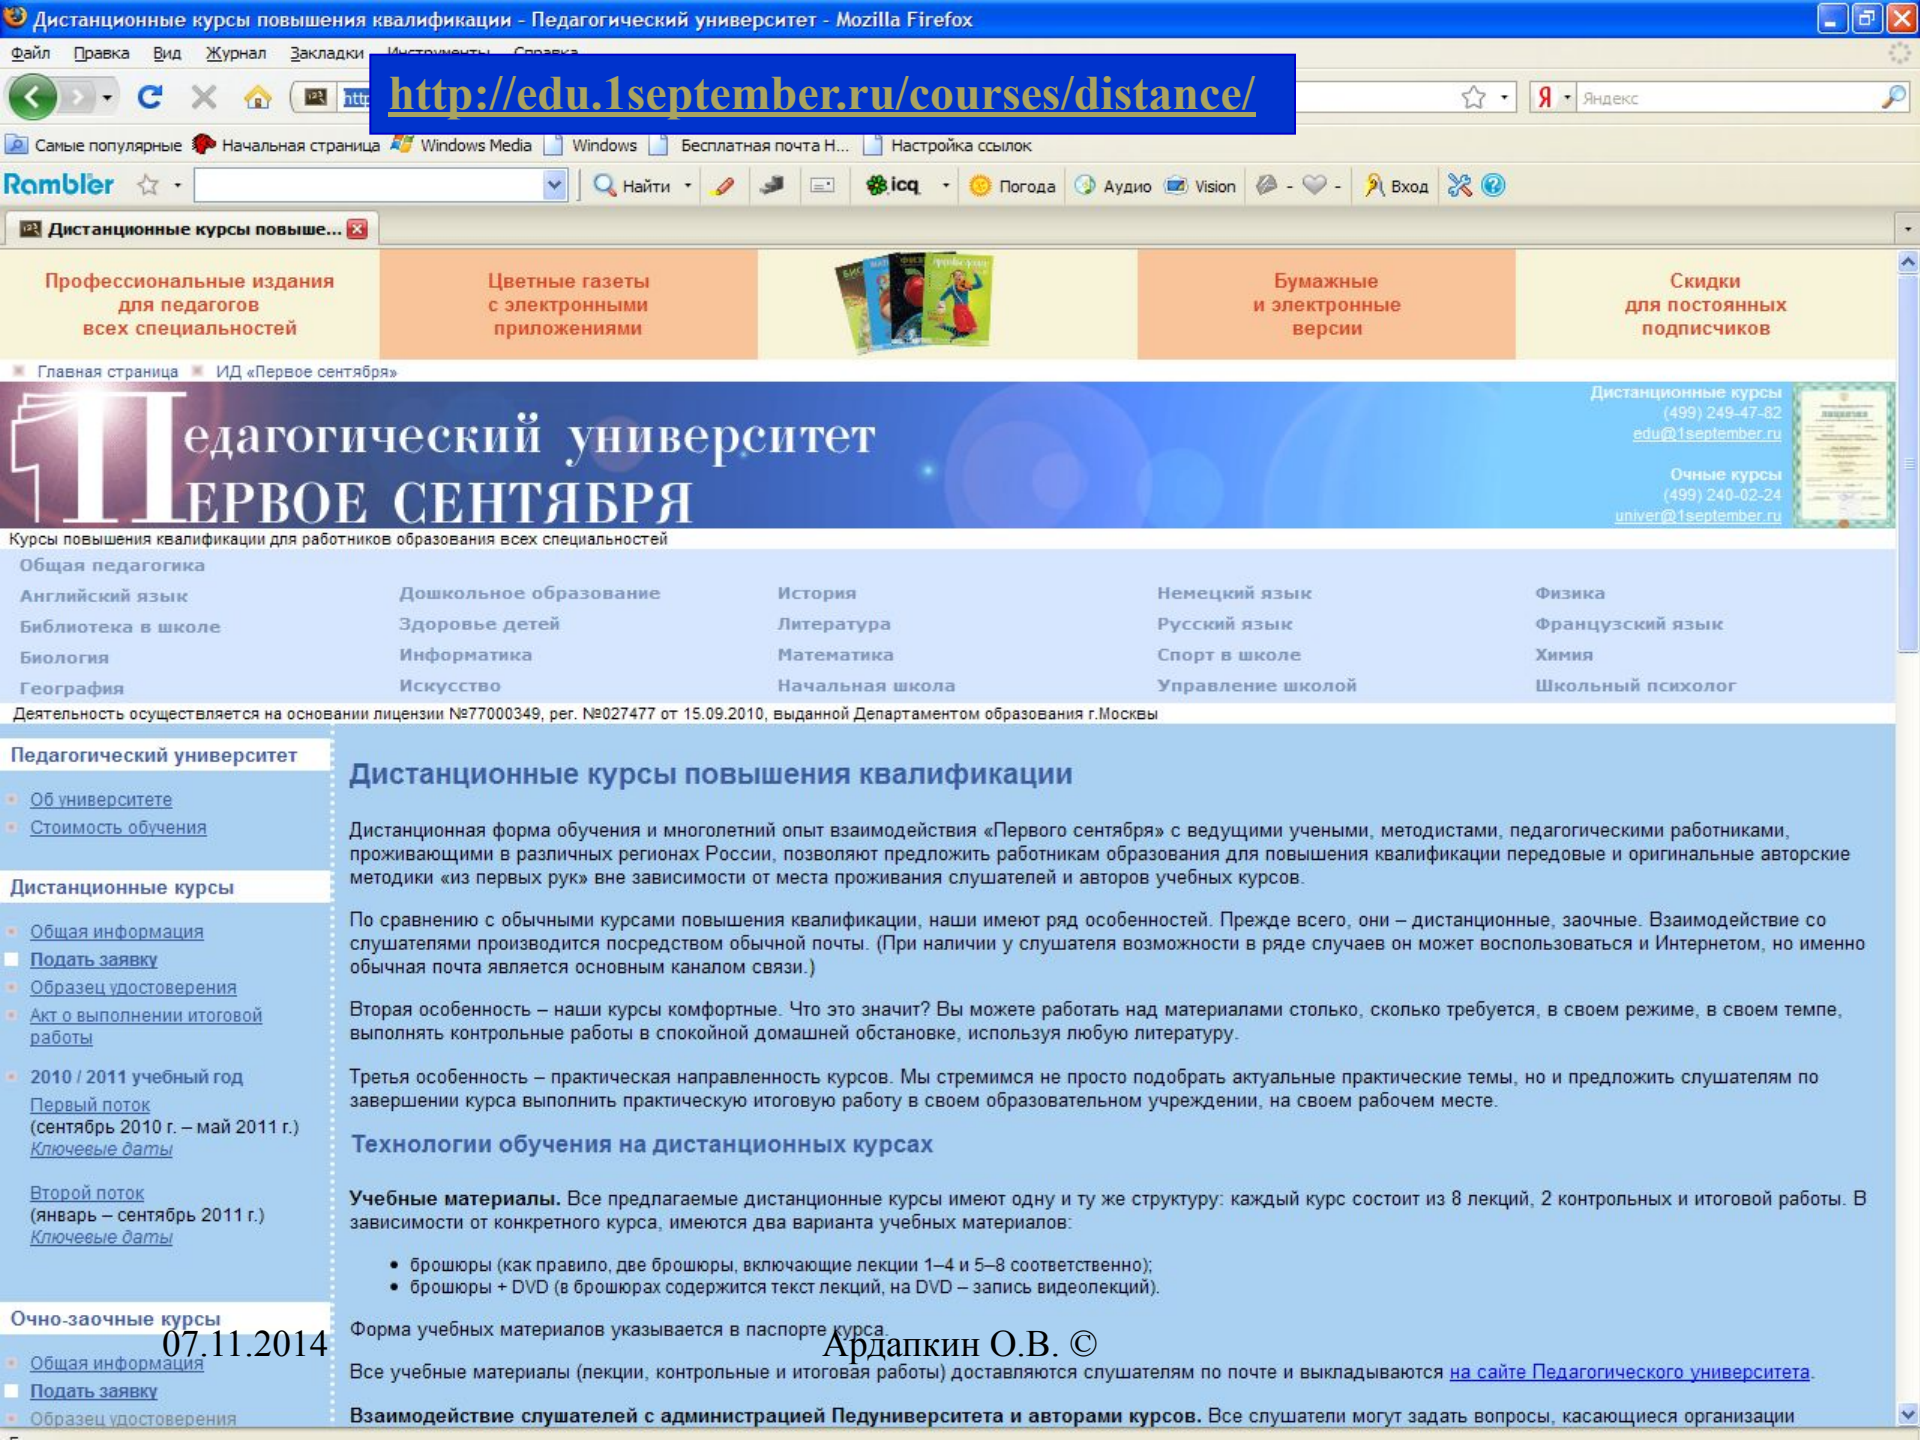 Дистанционные курсы повышения квалификации - Педагогический университет - Mozilla Firefox
Файл Правка Вид Журнал Закладки Инструменты Справка
http://edu.1september.ru/courses/distance/
Яндекс
Самые популярные Начальная страница Windows Media Windows Бесплатная почта H... Настройка ссылок
Rambler Найти icq Погода Аудио Vision Вход
Дистанционные курсы повыше...
Профессиональные издания
для педагогов
всех специальностей
Цветные газеты
с электронными
приложениями
Бумажные
и электронные
версии
Скидки
для постоянных
подписчиков
Главная страница ИД «Первое сентября»
Педагогический университет
ПЕРВОЕ СЕНТЯБРЯ
Дистанционные курсы
(499) 249-47-82
edu@1september.ru
Очные курсы
(499) 240-02-24
univer@1september.ru
Курсы повышения квалификации для работников образования всех специальностей
Общая педагогика
Английский язык Дошкольное образование История Немецкий язык Физика
Библиотека в школе Здоровье детей Литература Русский язык Французский язык
Биология Информатика Математика Спорт в школе Химия
География Искусство Начальная школа Управление школой Школьный психолог
Деятельность осуществляется на основании лицензии №77000349, рег. №027477 от 15.09.2010, выданной Департаментом образования г.Москвы
Педагогический университет
Об университете
Стоимость обучения
Дистанционные курсы
Общая информация
Подать заявку
Образец удостоверения
Акт о выполнении итоговой
работы
2010 / 2011 учебный год
Первый поток
(сентябрь 2010 г. – май 2011 г.)
Ключевые даты
Второй поток
(январь – сентябрь 2011 г.)
Ключевые даты
Очно-заочные курсы
Общая информация
Подать заявку
Образец удостоверения
Дистанционные курсы повышения квалификации
Дистанционная форма обучения и многолетний опыт взаимодействия «Первого сентября» с ведущими учеными, методистами, педагогическими работниками,
проживающими в различных регионах России, позволяют предложить работникам образования для повышения квалификации передовые и оригинальные авторские
методики «из первых рук» вне зависимости от места проживания слушателей и авторов учебных курсов.
По сравнению с обычными курсами повышения квалификации, наши имеют ряд особенностей. Прежде всего, они – дистанционные, заочные. Взаимодействие со
слушателями производится посредством обычной почты. (При наличии у слушателя возможности в ряде случаев он может воспользоваться и Интернетом, но именно
обычная почта является основным каналом связи.)
Вторая особенность – наши курсы комфортные. Что это значит? Вы можете работать над материалами столько, сколько требуется, в своем режиме, в своем темпе,
выполнять контрольные работы в спокойной домашней обстановке, используя любую литературу.
Третья особенность – практическая направленность курсов. Мы стремимся не просто подобрать актуальные практические темы, но и предложить слушателям по
завершении курса выполнить практическую итоговую работу в своем образовательном учреждении, на своем рабочем месте.
Технологии обучения на дистанционных курсах
Учебные материалы. Все предлагаемые дистанционные курсы имеют одну и ту же структуру: каждый курс состоит из 8 лекций, 2 контрольных и итоговой работы. В
зависимости от конкретного курса, имеются два варианта учебных материалов:
• брошюры (как правило, две брошюры, включающие лекции 1–4 и 5–8 соответственно);
• брошюры + DVD (в брошюрах содержится текст лекций, на DVD – запись видеолекций).
Форма учебных материалов указывается в паспорте курса.
Все учебные материалы (лекции, контрольные и итоговая работы) доставляются слушателям по почте и выкладываются на сайте Педагогического университета.
Взаимодействие слушателей с администрацией Педуниверситета и авторами курсов. Все слушатели могут задать вопросы, касающиеся организации
07.11.2014
Ардапкин О.В. ©